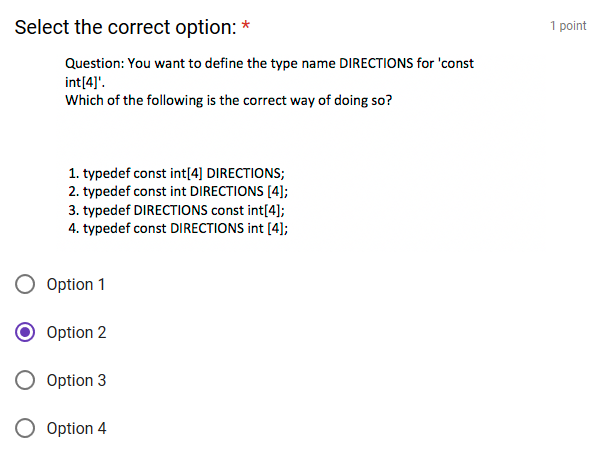 Select the correct option: *
1 point
Question: You want to define the type name DIRECTIONS for 'const
int[4]'.
Which of the following is the correct way of doing so?
1. typedef const int[4] DIRECTIONS;
2. typedef const int DIRECTIONS [4];
3. typedef DIRECTIONS const int[4];
4. typedef const DIRECTIONS int [4];
Option 1
Option 2
Option 3
Option 4